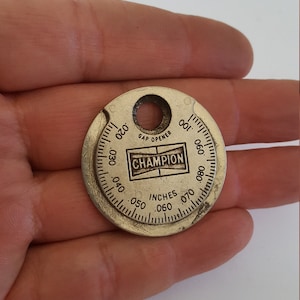 GAP OPENER
CHAMPION
INCHES
.020 .030 .040 .050 .060 .070 .080 .090 .100